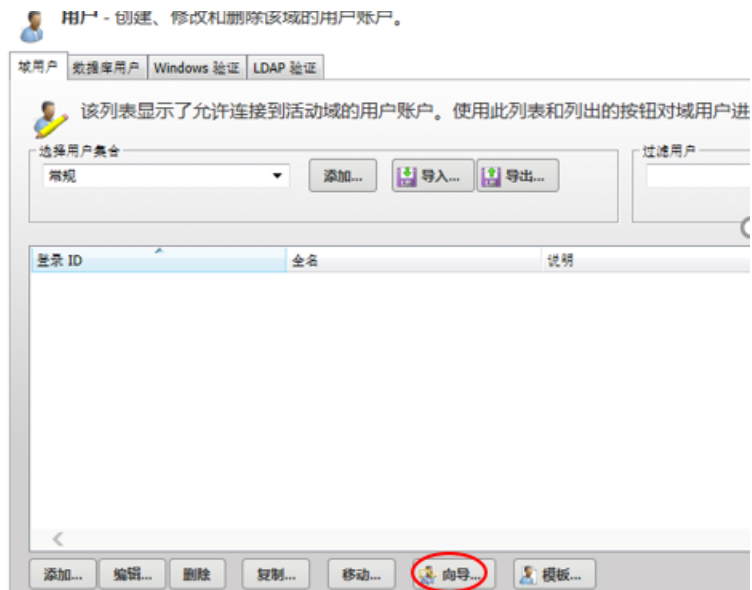 用户 - 创建、修改和删除该域的用户账户。
域用户 数据库用户 Windows 验证 LDAP 验证
该列表显示了允许连接到活动域的用户账户。使用此列表和列出的按钮对域用户进
选择用户集合 过滤用户
常规 添加... 导入... 导出...
登录 ID 全名 说明
添加... 编辑... 删除 复制... 移动... 向导... 模板...